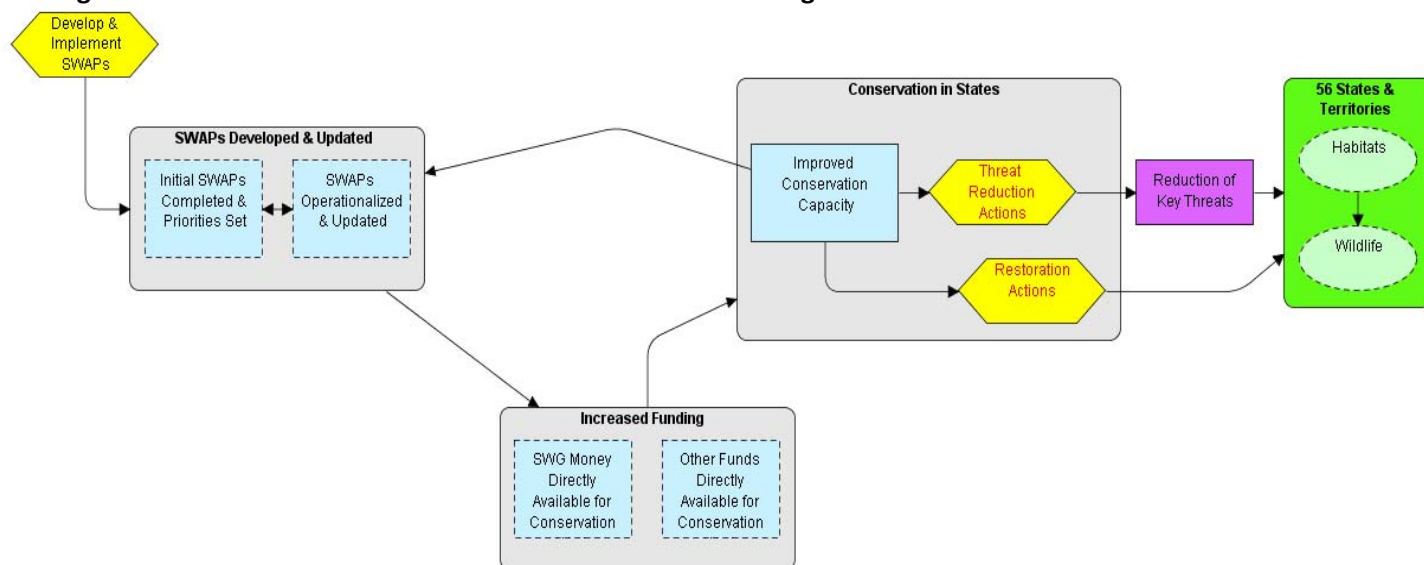 Develop &
Implement
SWAPs
SWAPs Developed & Updated
Initial SWAPs
Completed &
Priorities Set
SWAPs
Operationalized
& Updated
Conservation in States
Improved
Conservation
Capacity
Threat
Reduction
Actions
Restoration
Actions
Reduction of
Key Threats
56 States &
Territories
Habitats
Wildlife
Increased Funding
SWG Money
Directly
Available for
Conservation
Other Funds
Directly
Available for
Conservation